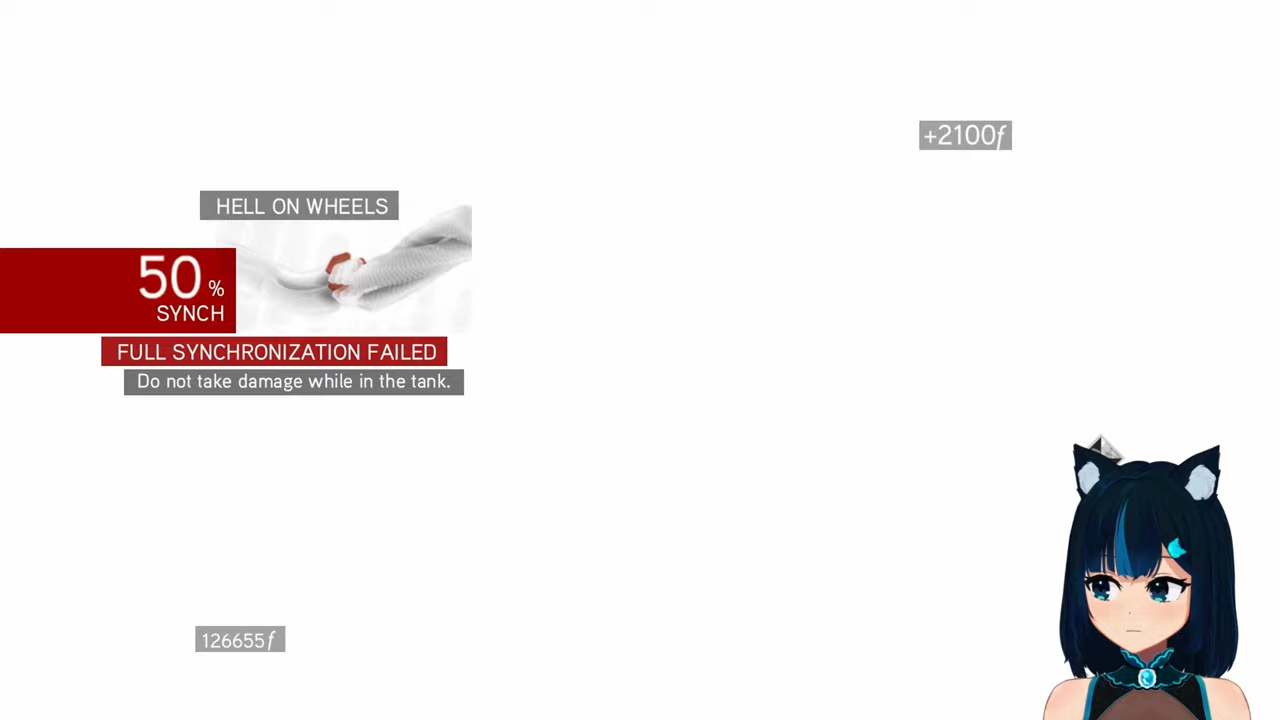 +2100ƒ
HELL ON WHEELS
50 %
SYNCH
FULL SYNCHRONIZATION FAILED
Do not take damage while in the tank.
126655ƒ